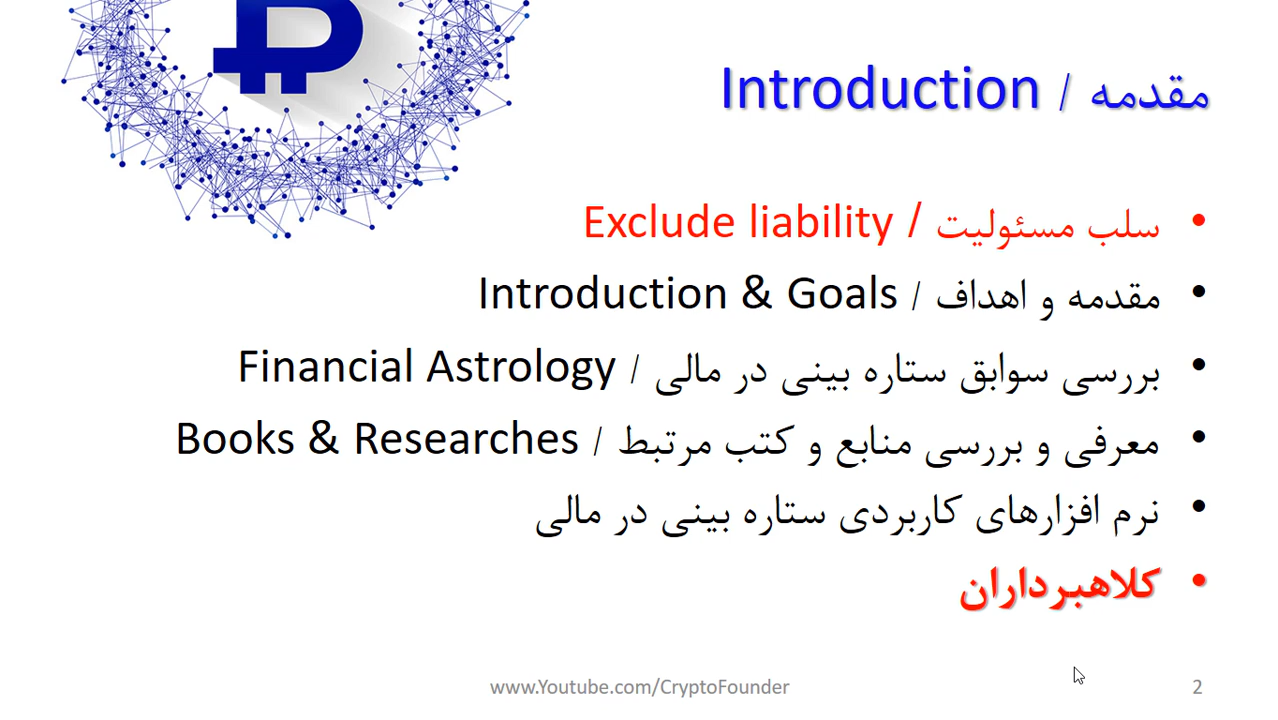 مقدمه / Introduction
• سلب مسئولیت / Exclude liability
• مقدمه و اهداف / Introduction & Goals
• بررسی سوابق ستاره بینی در مالی / Financial Astrology
• معرفی و بررسی منابع و کتب مرتبط / Books & Researches
• نرم افزارهای کاربردی ستاره بینی در مالی
• کلاهبرداران
www.Youtube.com/CryptoFounder
2